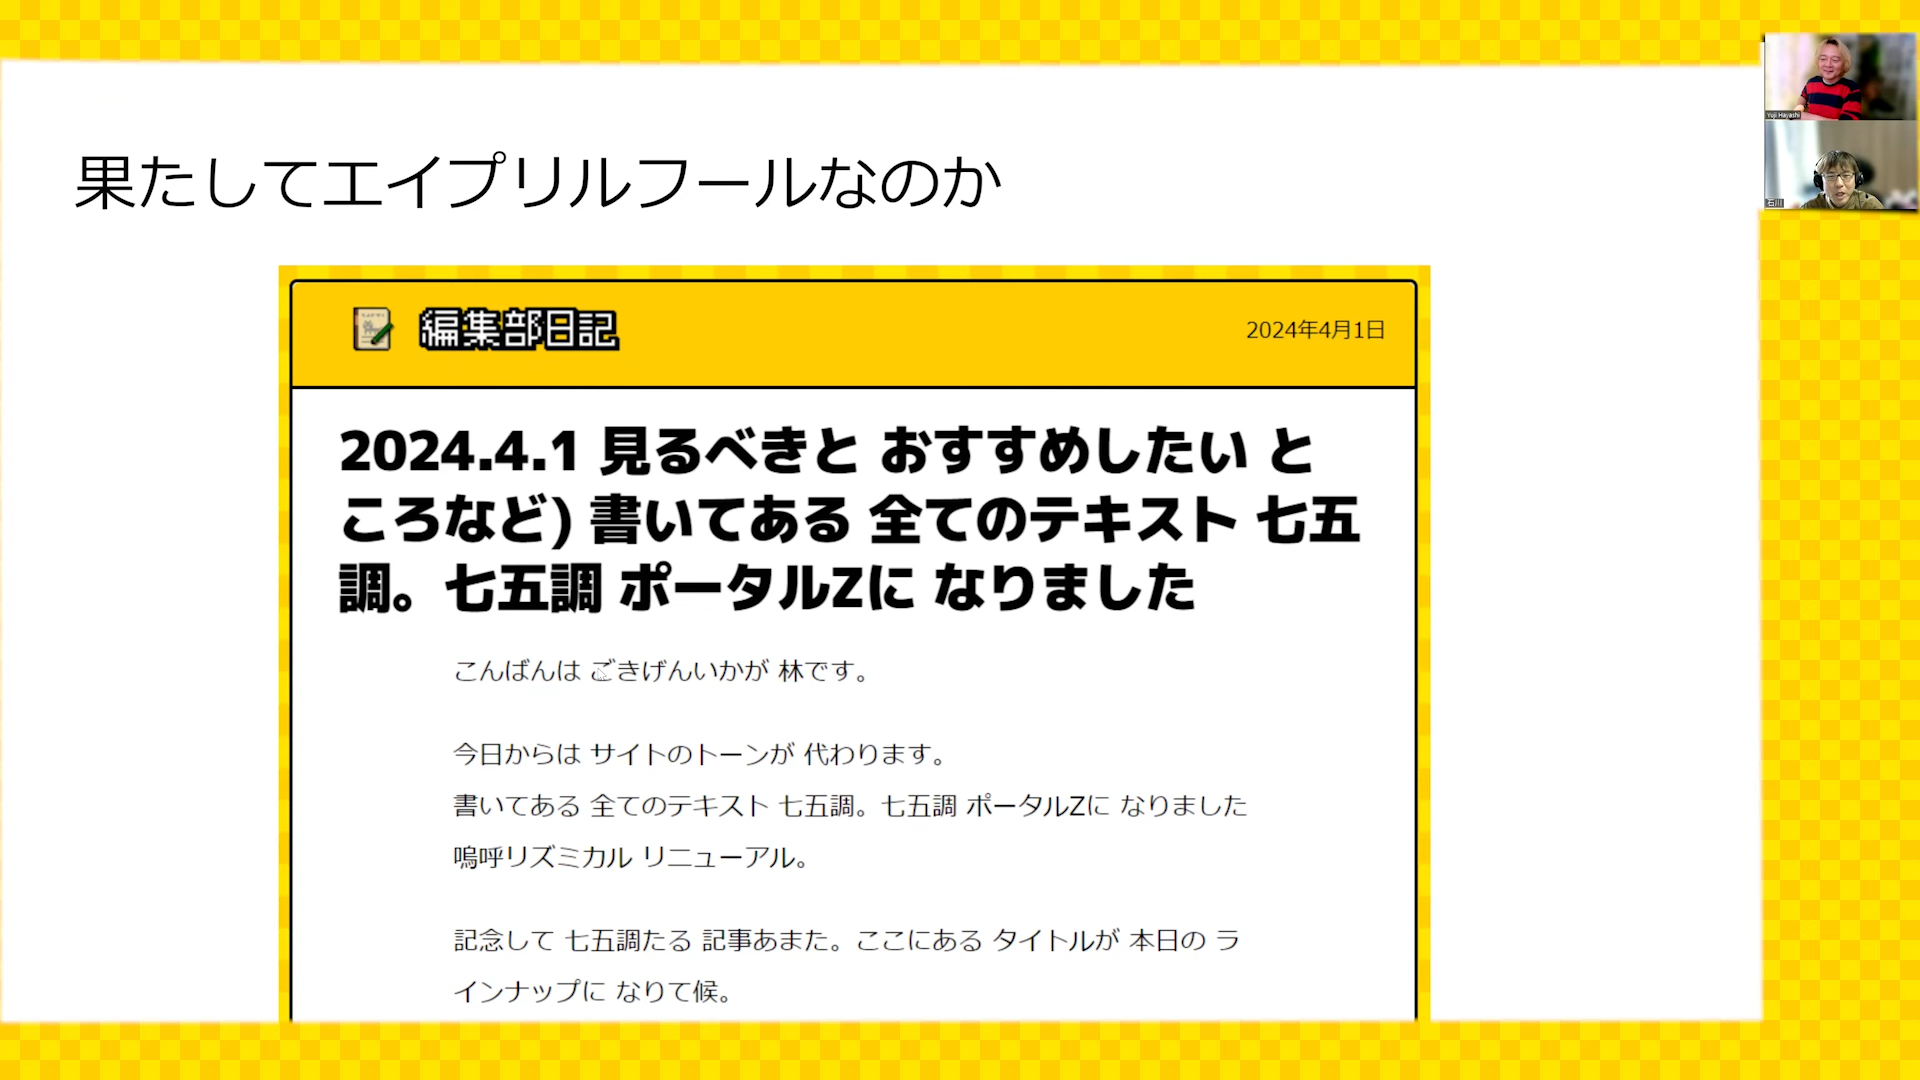 果たしてエイプリルフールなのか
編集部日記
2024年4月1日
2024.4.1 見るべきと おすすめしたい と
ころなど) 書いてある 全てのテキスト 七五
調。七五調 ポータルZに なりました
こんばんは ごきげんいかが 林です。
今日からは サイトのトーンが 代わります。
書いてある 全てのテキスト 七五調。七五調 ポータルZに なりました
嗚呼リズミカル リニューアル。
記念して 七五調たる 記事あまた。ここにある タイトルが 本日の ラ
インナップに なりて候。
Yuji Hayashi
石川